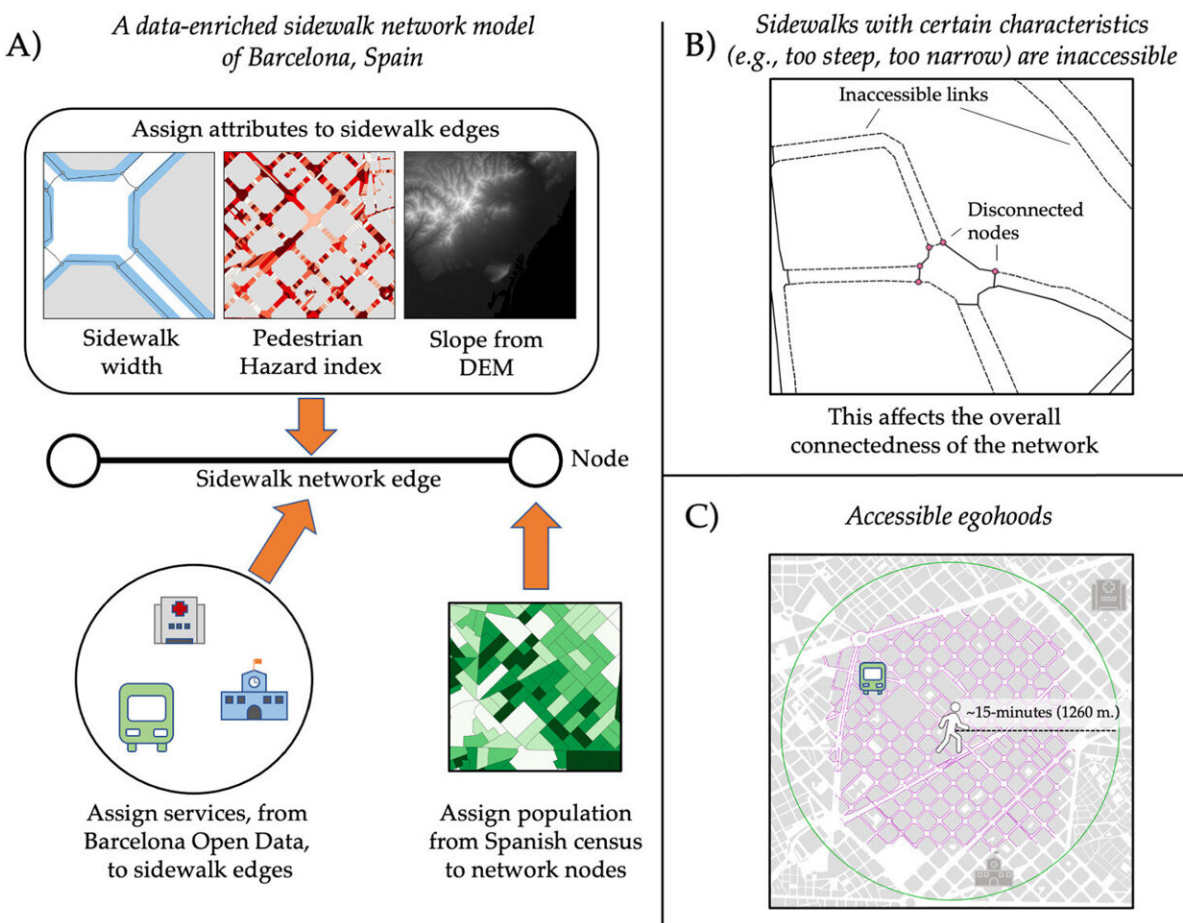 A)
A data-enriched sidewalk network model
of Barcelona, Spain
Assign attributes to sidewalk edges
Sidewalk
width
Pedestrian
Hazard index
Slope from
DEM
Node
Sidewalk network edge
Assign services, from
Barcelona Open Data,
to sidewalk edges
Assign population
from Spanish census
to network nodes
B)
Sidewalks with certain characteristics
(e.g., too steep, too narrow) are inaccessible
Inaccessible links
Disconnected
nodes
This affects the overall
connectedness of the network
C)
Accessible egohoods
~15-minutes (1260 m.)